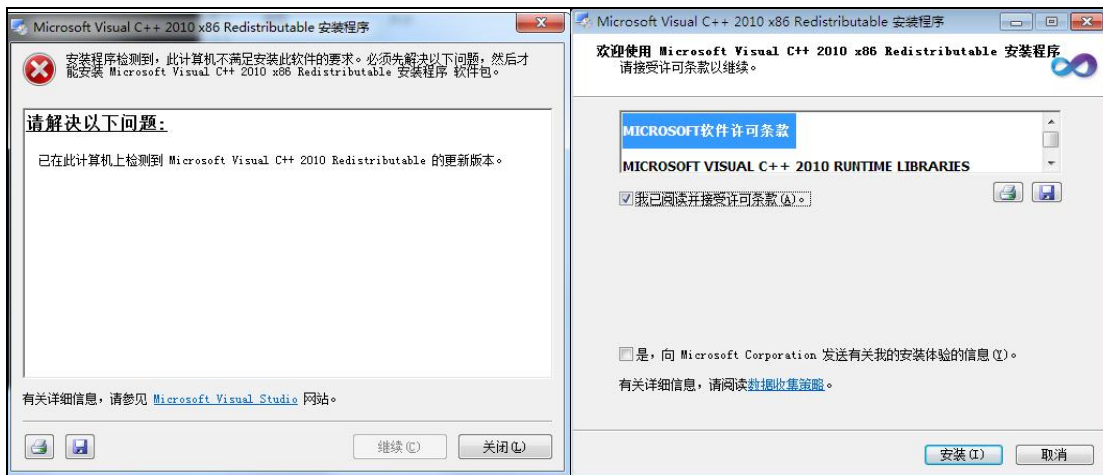 Microsoft Visual C++ 2010 x86 Redistributable 安装程序
安装程序检测到，此计算机不满足安装此软件的要求。必须先解决以下问题，然后才
能安装 Microsoft Visual C++ 2010 x86 Redistributable 安装程序 软件包。
请解决以下问题:
已在此计算机上检测到 Microsoft Visual C++ 2010 Redistributable 的更新版本。
有关详细信息，请参见 Microsoft Visual Studio 网站。
继续(C)
关闭(L)
Microsoft Visual C++ 2010 x86 Redistributable 安装程序
欢迎使用 Microsoft Visual C++ 2010 x86 Redistributable 安装程序
请接受许可条款以继续。
MICROSOFT软件许可条款
MICROSOFT VISUAL C++ 2010 RUNTIME LIBRARIES
我已阅读并接受许可条款(A)。
是，向 Microsoft Corporation 发送有关我的安装体验的信息(Y)。
有关详细信息，请阅读数据收集策略。
安装(I)
取消